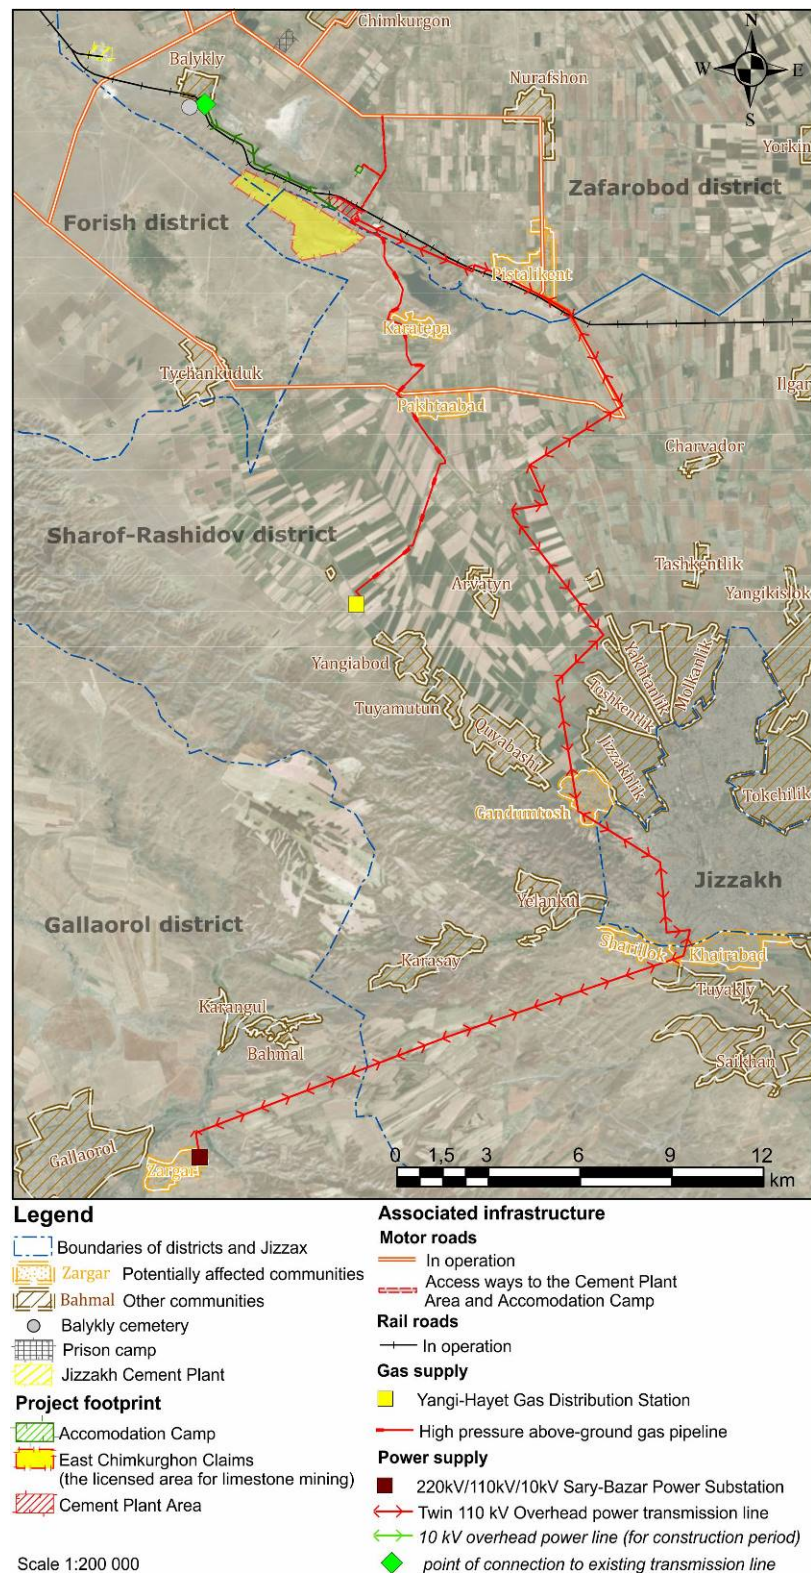 Chimkurgon
Balykly
Nurafshon
N
W
E
S
Yorkin
Zafarobod district
Forish district
Pistalikent
Karatepa
Tychankuduk
Ilgar
Pakhtaabad
Charvador
Sharof-Rashidov district
Tashkentlik
Arvatyn
Yangikislok
Yangiabod
Yakhtanlik
Molkanlik
Toshkentlik
Tuyamutun
Quyabashi
Jizzakhlik
Tokchilik
Gandumtosh
Jizzakh
Yelankul
Gallaorol district
Sharillok
Khairabad
Karasay
Tuyakly
Karangul
Bahmal
Saikhan
Gallaorol
Zargar
0 1,5 3 6 9 12
km
Legend
Boundaries of districts and Jizzax
Zargar Potentially affected communities
Bahmal Other communities
Balykly cemetery
Prison camp
Jizzakh Cement Plant
Project footprint
Accomodation Camp
East Chimkurghon Claims
(the licensed area for limestone mining)
Cement Plant Area
Scale 1:200 000
Associated infrastructure
Motor roads
In operation
Access ways to the Cement Plant
Area and Accomodation Camp
Rail roads
In operation
Gas supply
Yangi-Hayet Gas Distribution Station
High pressure above-ground gas pipeline
Power supply
220kV/110kV/10kV Sary-Bazar Power Substation
Twin 110 kV Overhead power transmission line
10 kV overhead power line (for construction period)
point of connection to existing transmission line